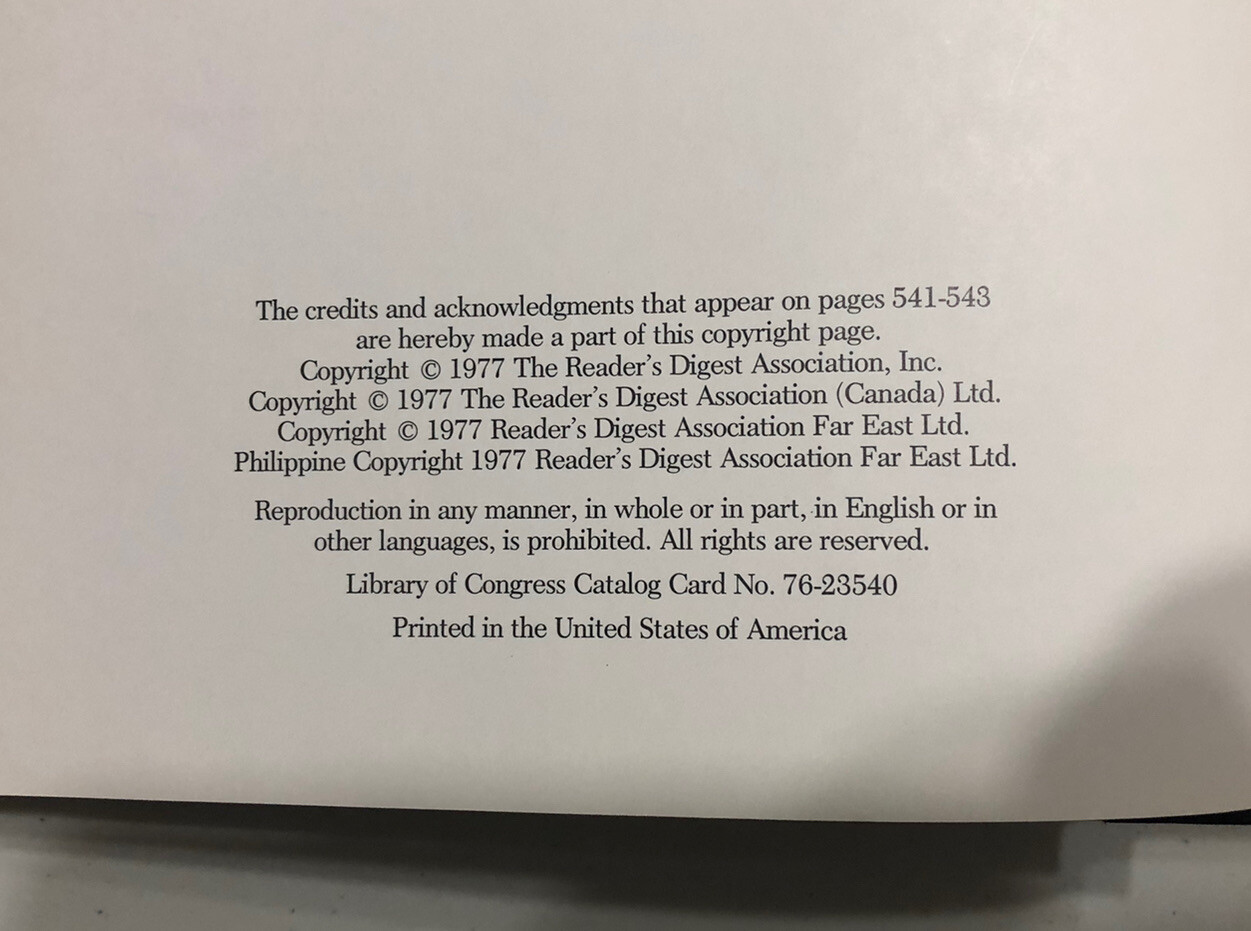 The credits and acknowledgments that appear on pages 541-543
are hereby made a part of this copyright page.
Copyright © 1977 The Reader's Digest Association, Inc.
Copyright © 1977 The Reader's Digest Association (Canada) Ltd.
Copyright © 1977 Reader's Digest Association Far East Ltd.
Philippine Copyright 1977 Reader's Digest Association Far East Ltd.
Reproduction in any manner, in whole or in part, in English or in
other languages, is prohibited. All rights are reserved.
Library of Congress Catalog Card No. 76-23540
Printed in the United States of America